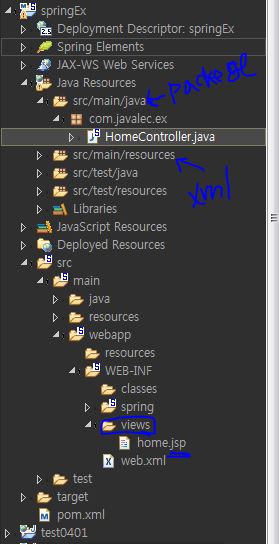 springEx
Deployment Descriptor: springEx
Spring Elements
JAX-WS Web Services
Java Resources
src/main/java package
com.javalec.ex
HomeController.java
src/main/resources
xml
src/test/java
src/test/resources
Libraries
JavaScript Resources
Deployed Resources
src
main
java
resources
webapp
resources
WEB-INF
classes
spring
views
home.jsp
web.xml
test
target
pom.xml
test0401